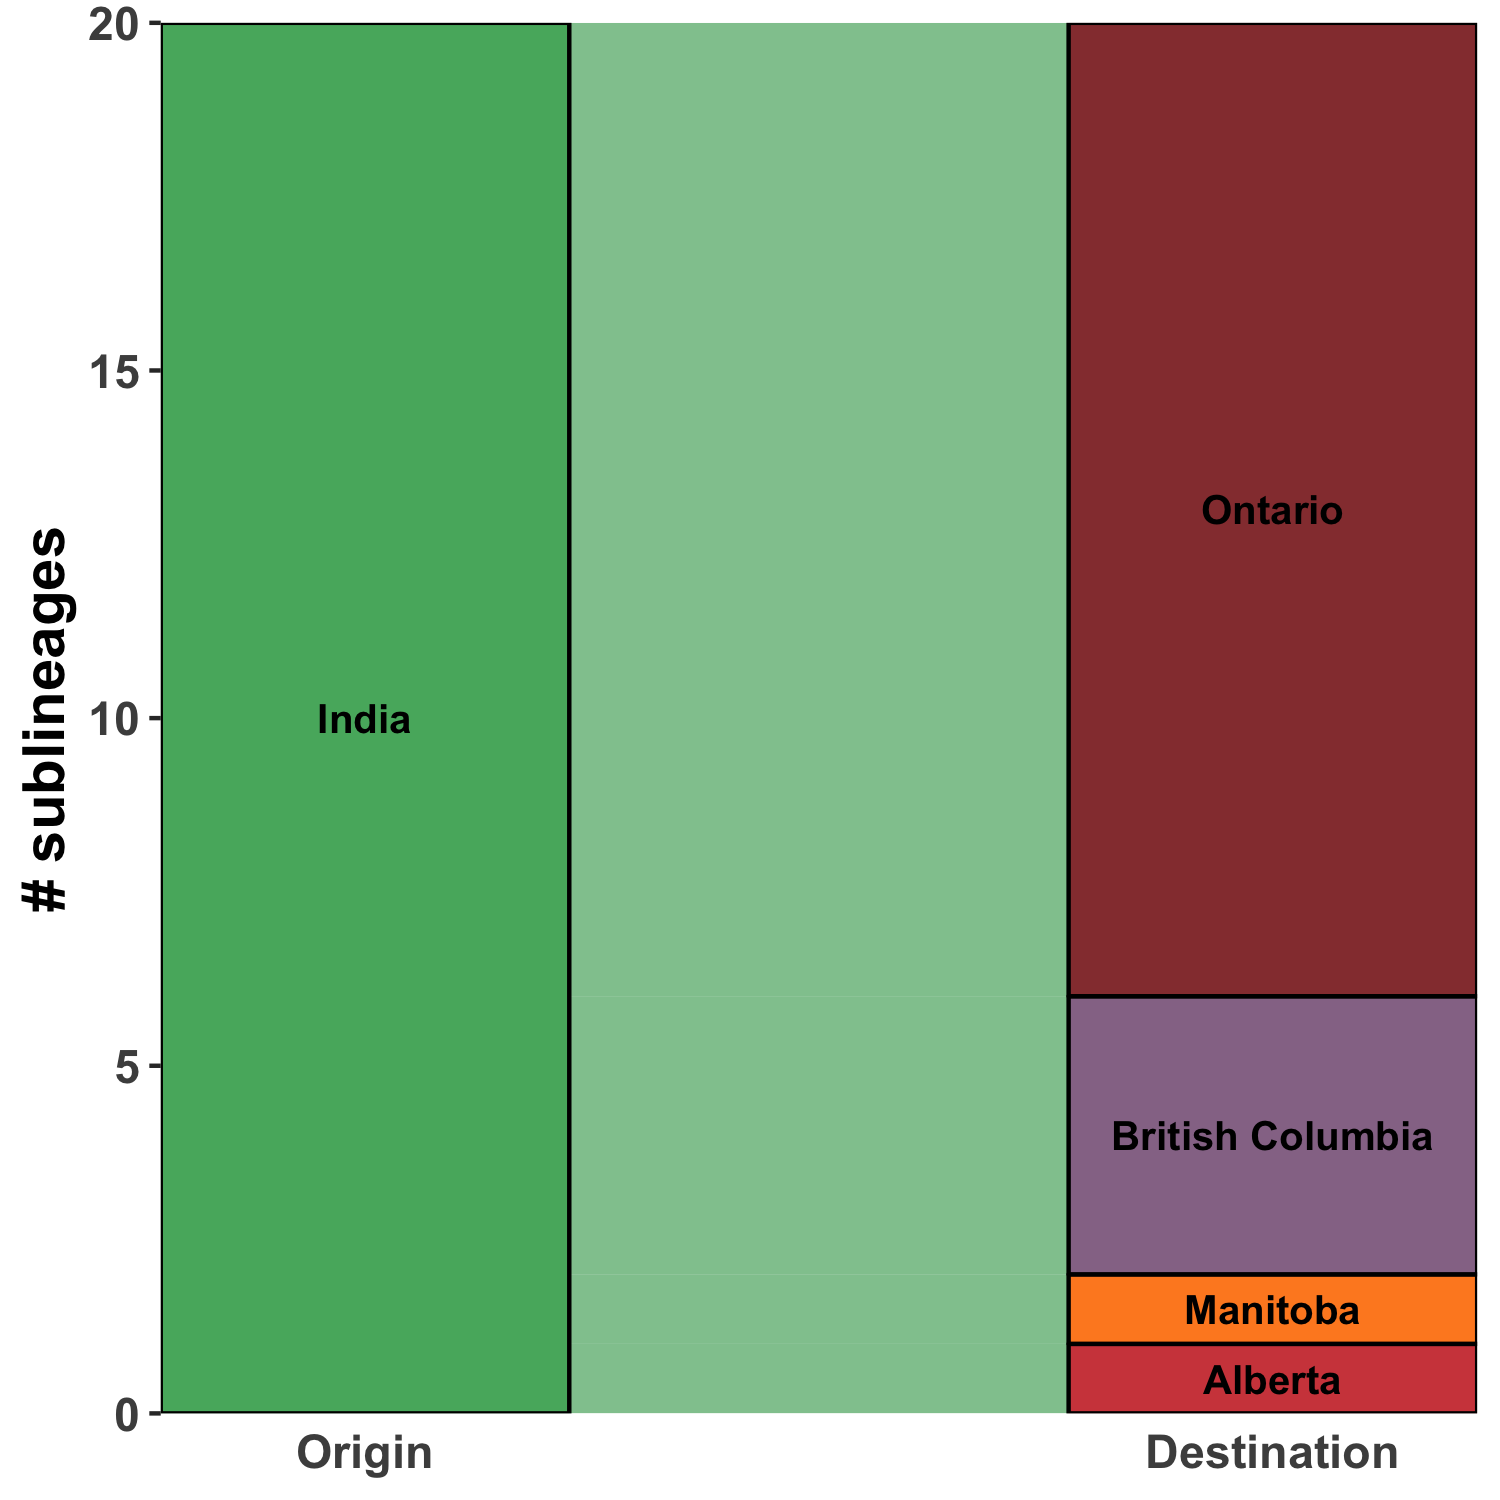 # sublineages
20
15
10
5
0
India
Ontario
British Columbia
Manitoba
Alberta
Origin
Destination